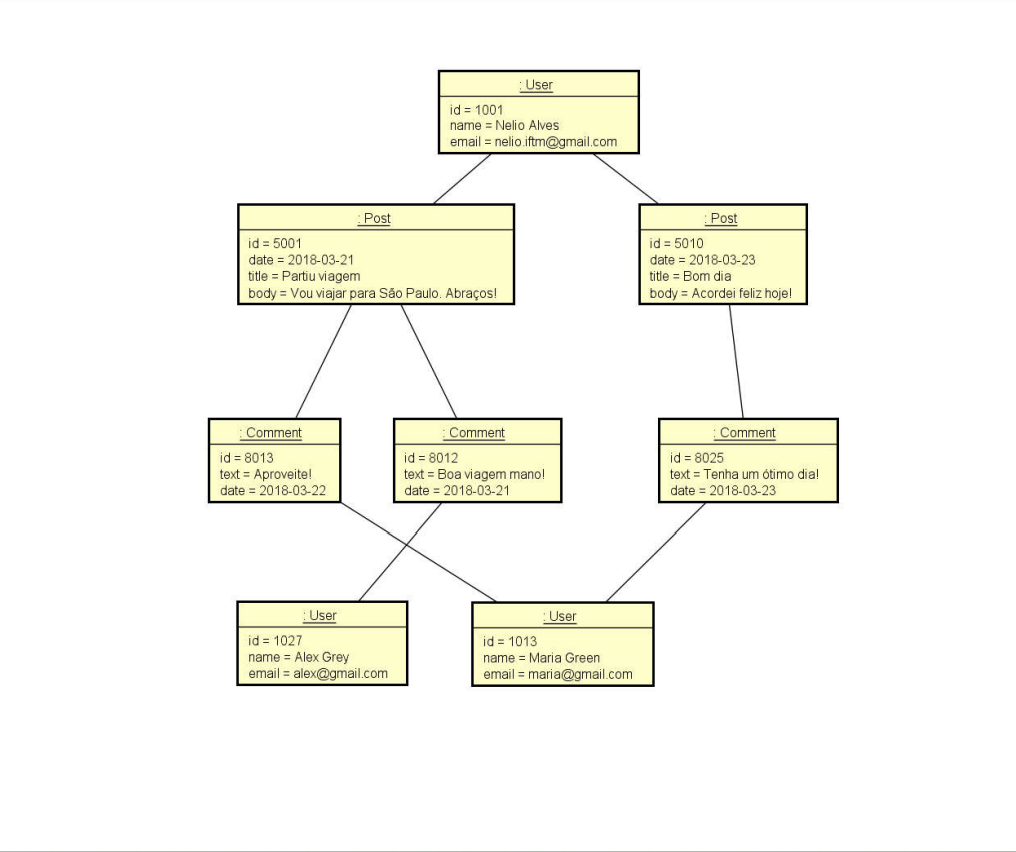 : User
id = 1001
name = Nelio Alves
email = nelio.iftm@gmail.com
: Post
id = 5001
date = 2018-03-21
title = Partiu viagem
body = Vou viajar para São Paulo. Abraços!
: Post
id = 5010
date = 2018-03-23
title = Bom dia
body = Acordei feliz hoje!
: Comment
id = 8013
text = Aproveite!
date = 2018-03-22
: Comment
id = 8012
text = Boa viagem mano!
date = 2018-03-21
: Comment
id = 8025
text = Tenha um ótimo dia!
date = 2018-03-23
: User
id = 1027
name = Alex Grey
email = alex@gmail.com
: User
id = 1013
name = Maria Green
email = maria@gmail.com